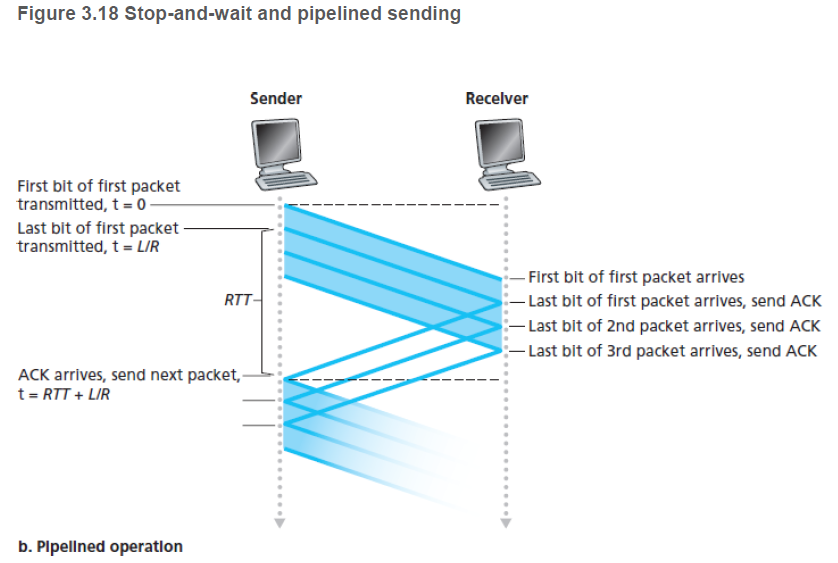 Figure 3.18 Stop-and-wait and pipelined sending
Sender
Receiver
First bit of first packet
transmitted, t = 0
Last bit of first packet
transmitted, t = L/R
First bit of first packet arrives
RTT
Last bit of first packet arrives, send ACK
Last bit of 2nd packet arrives, send ACK
Last bit of 3rd packet arrives, send ACK
ACK arrives, send next packet,
t = RTT + L/R
b. Pipelined operation